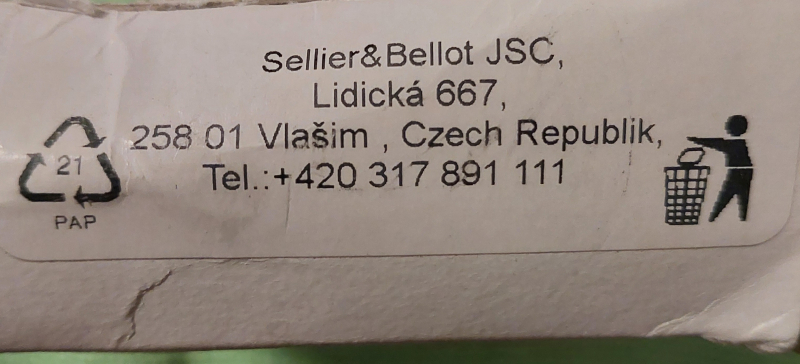 Sellier&Bellot JSC,
Lidická 667,
258 01 Vlašim , Czech Republik,
Tel.:+420 317 891 111
21
PAP